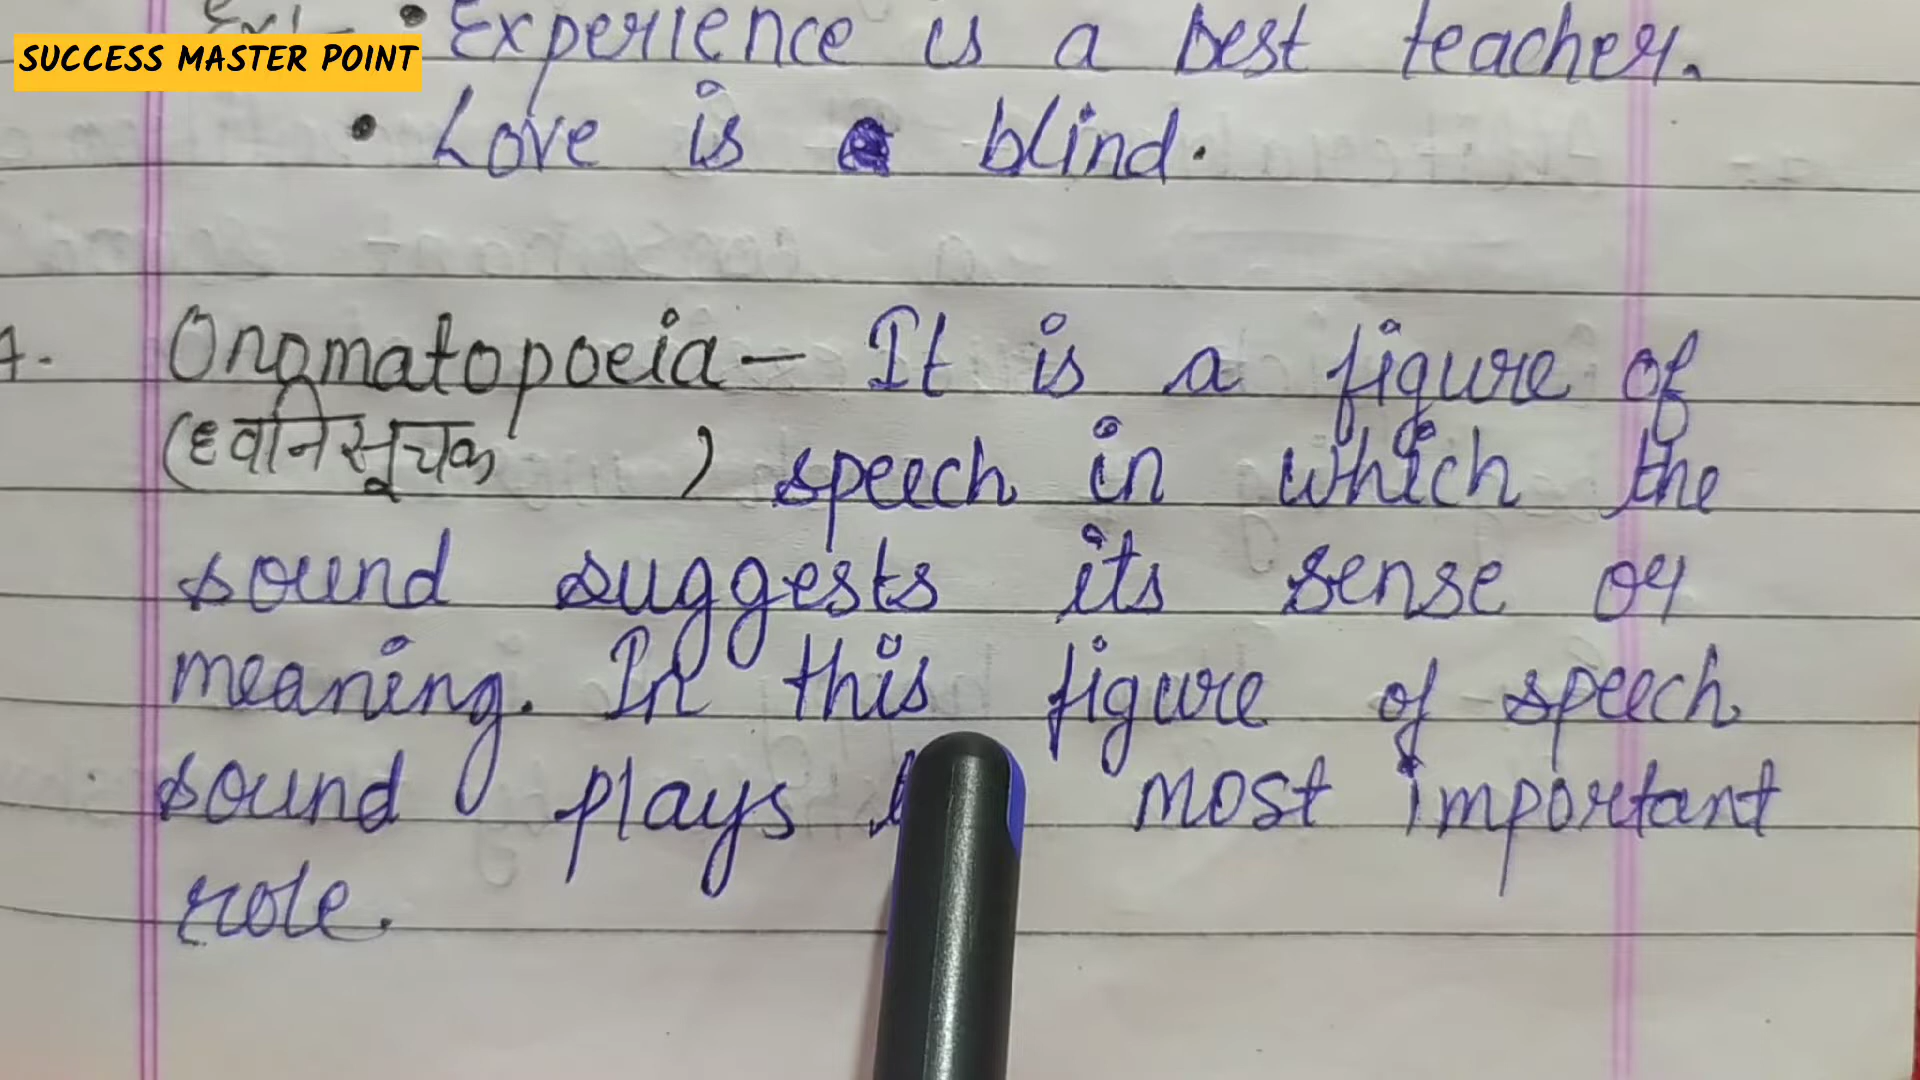 Ex:- • Experience is a best teacher.
SUCCESS MASTER POINT
• Love is blind.
Onomatopoeia - It is a figure of
(ध्वनिसूचक ) speech in which the
sound suggests its sense or
meaning. In this figure of speech
sound plays most important
role.